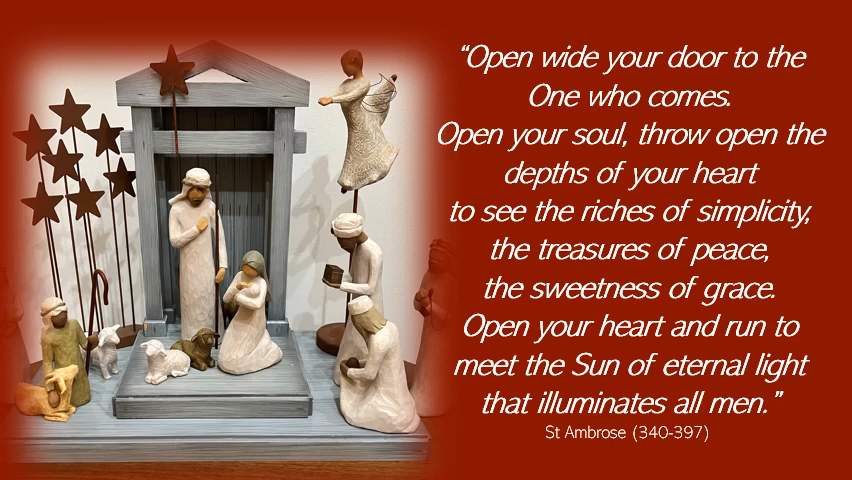 “Open wide your door to the
One who comes.
Open your soul, throw open the
depths of your heart
to see the riches of simplicity,
the treasures of peace,
the sweetness of grace.
Open your heart and run to
meet the Sun of eternal light
that illuminates all men.”
St Ambrose (340-397)